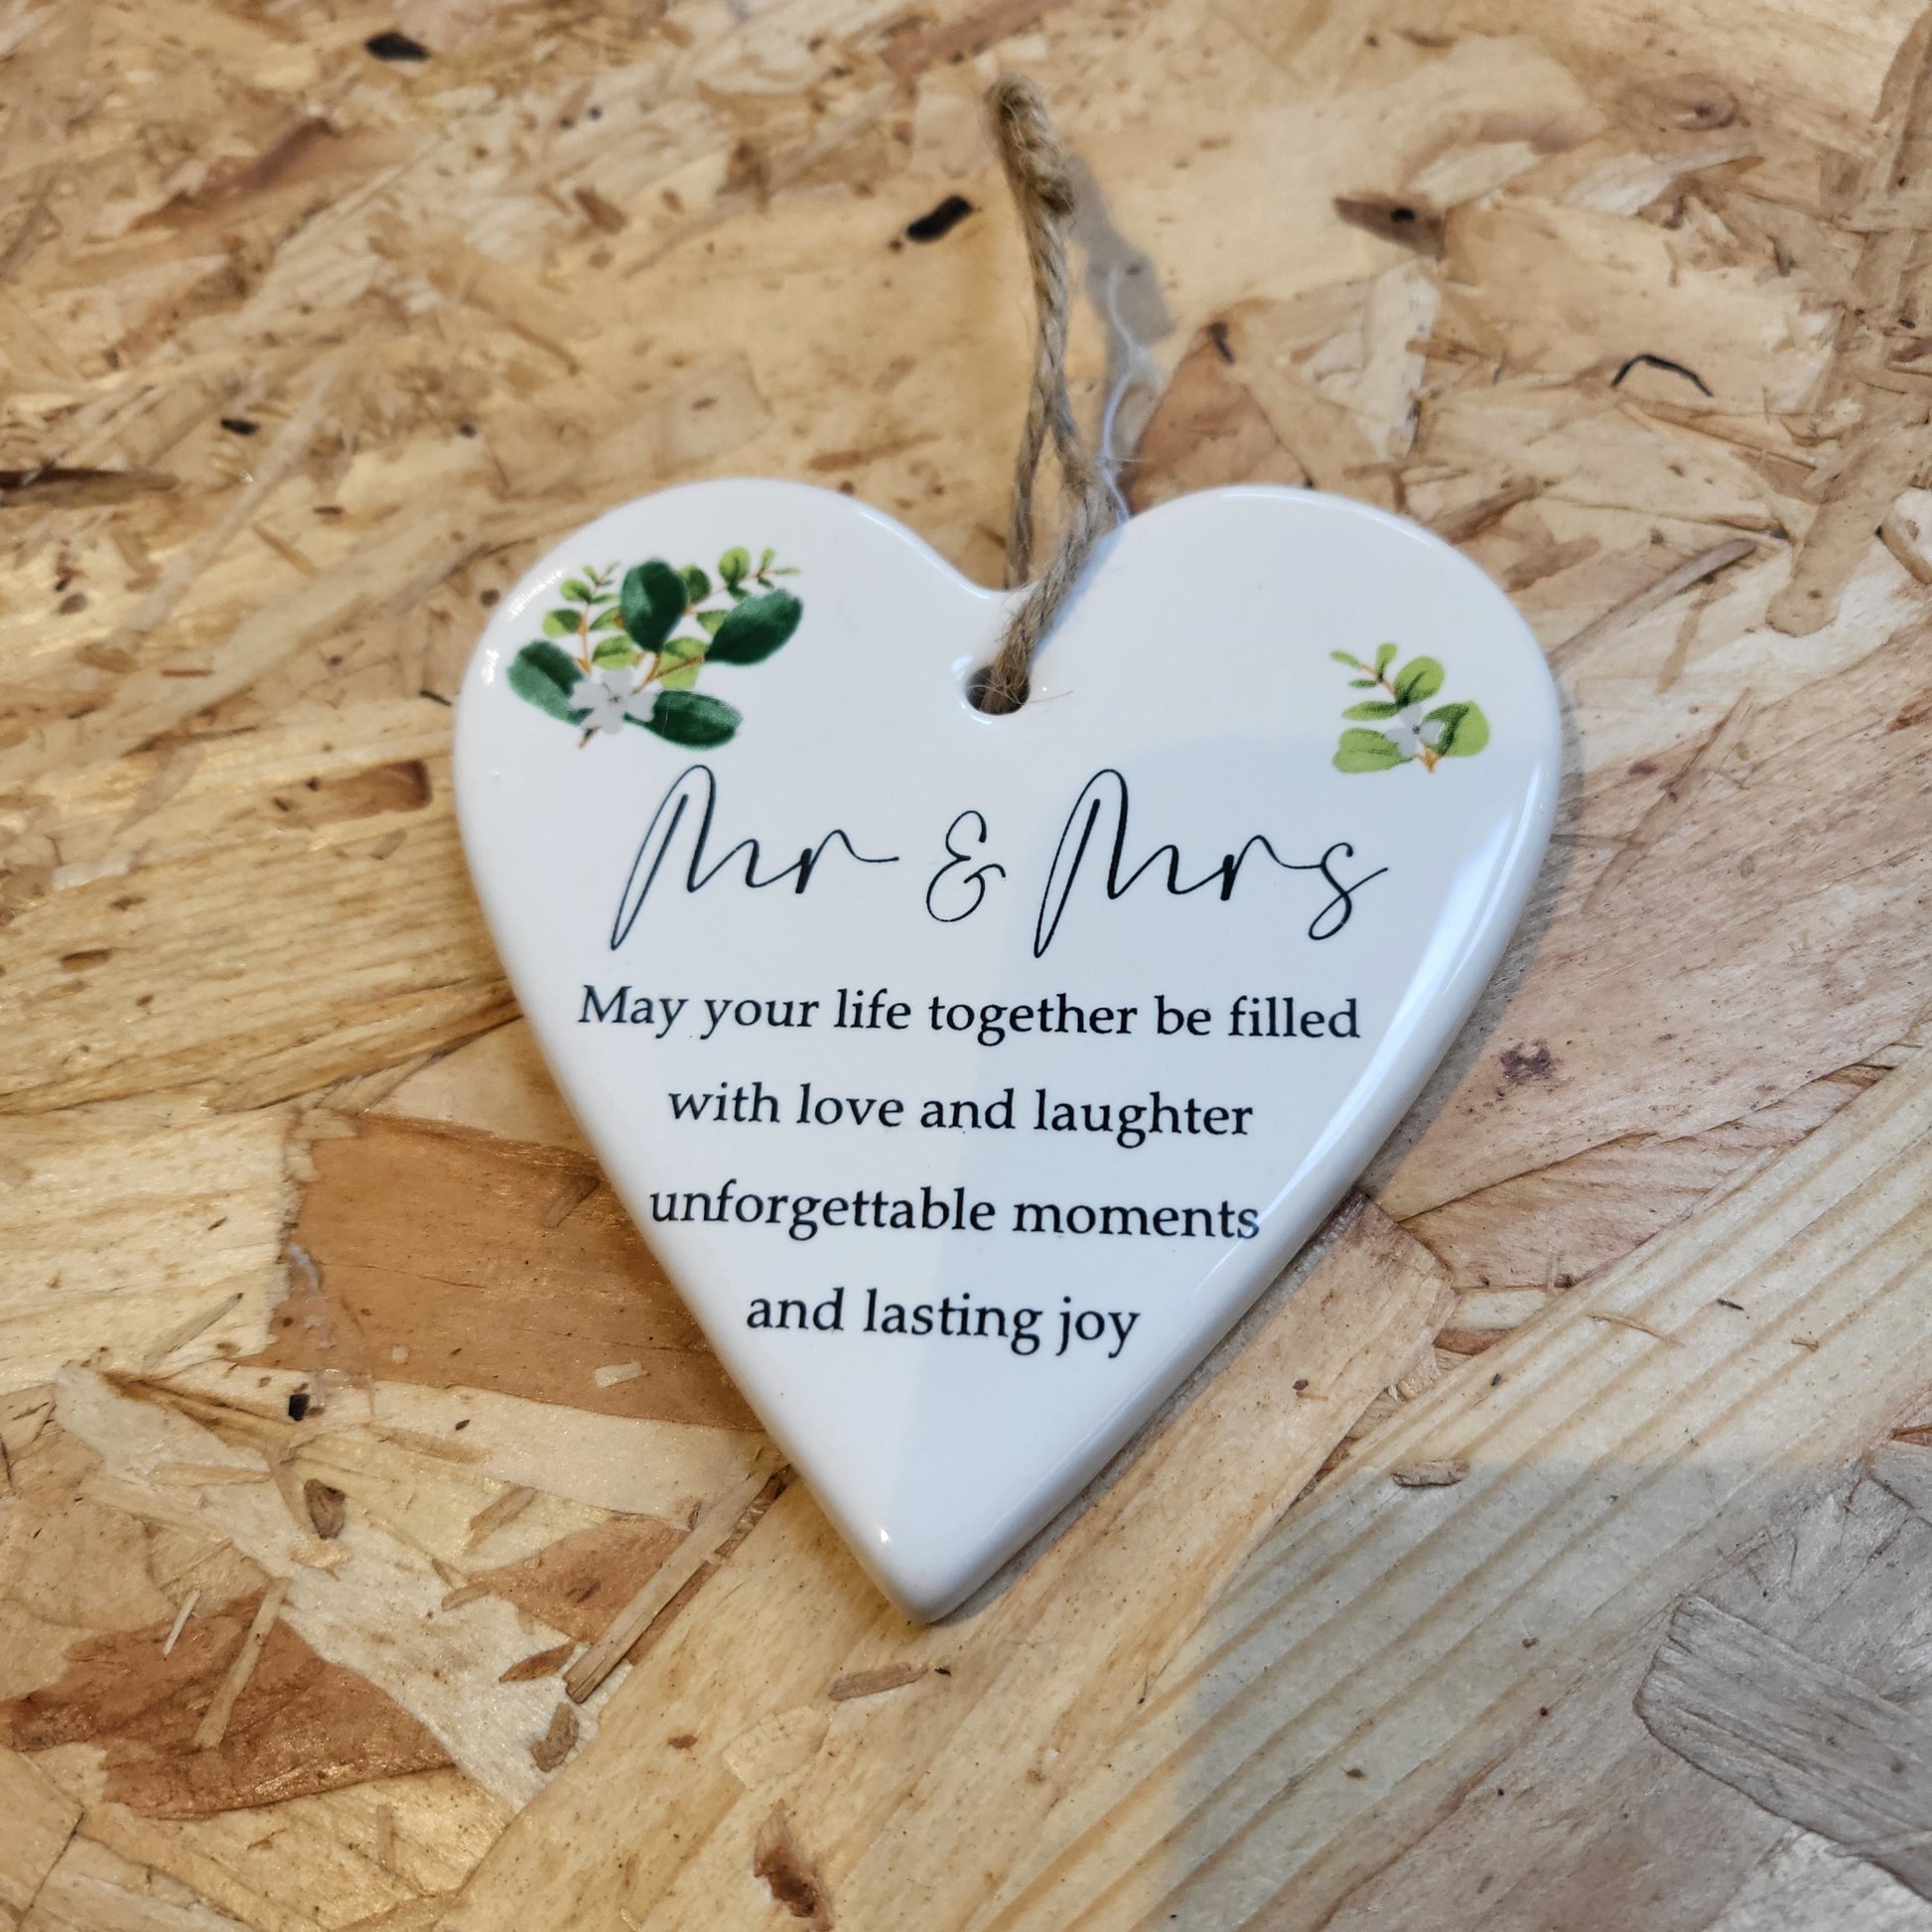 Mr & Mrs
May your life together be filled
with love and laughter
unforgettable moments
and lasting joy